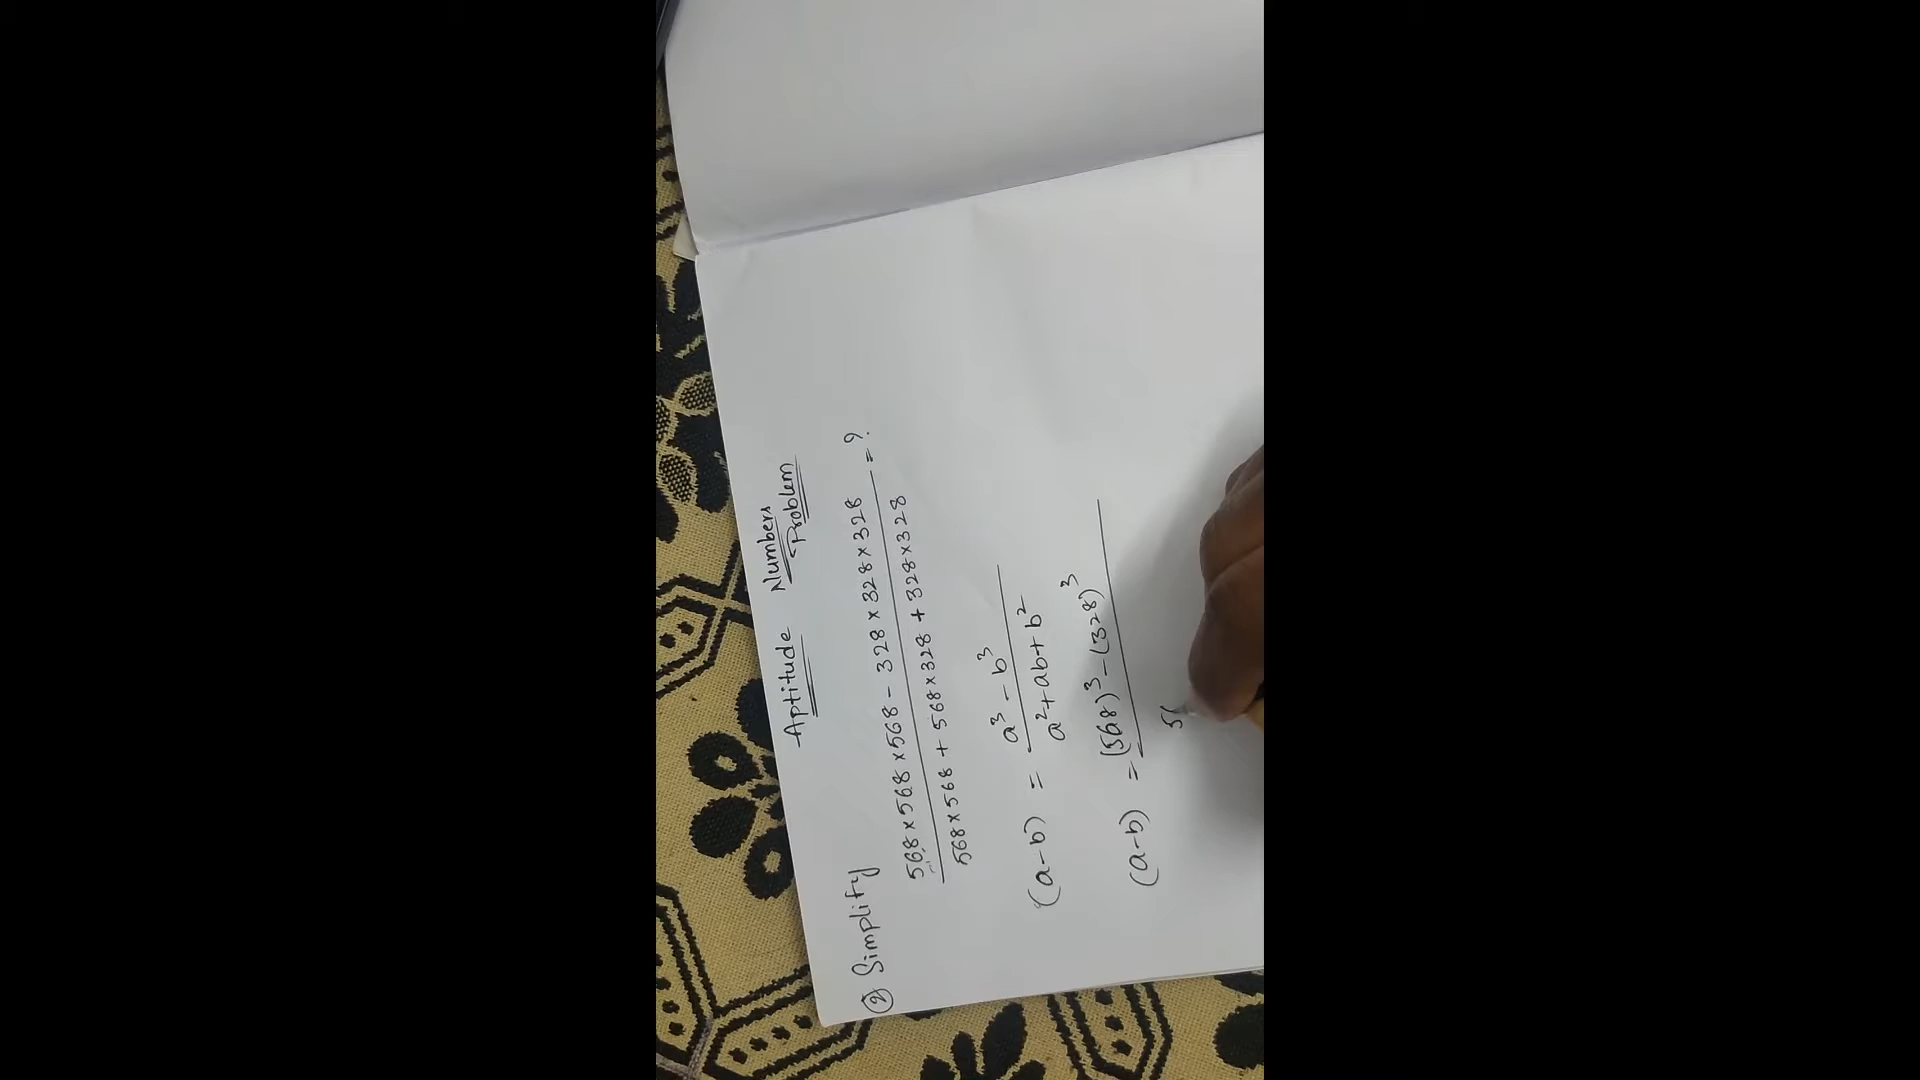 Aptitude Numbers Problem
② Simplify
568×568×568 - 328×328×328
568×568 + 568×328 + 328×328
= ?
(a-b) = a³ - b³
a² + ab + b²
(a-b) = (568)³ - (328)³
5